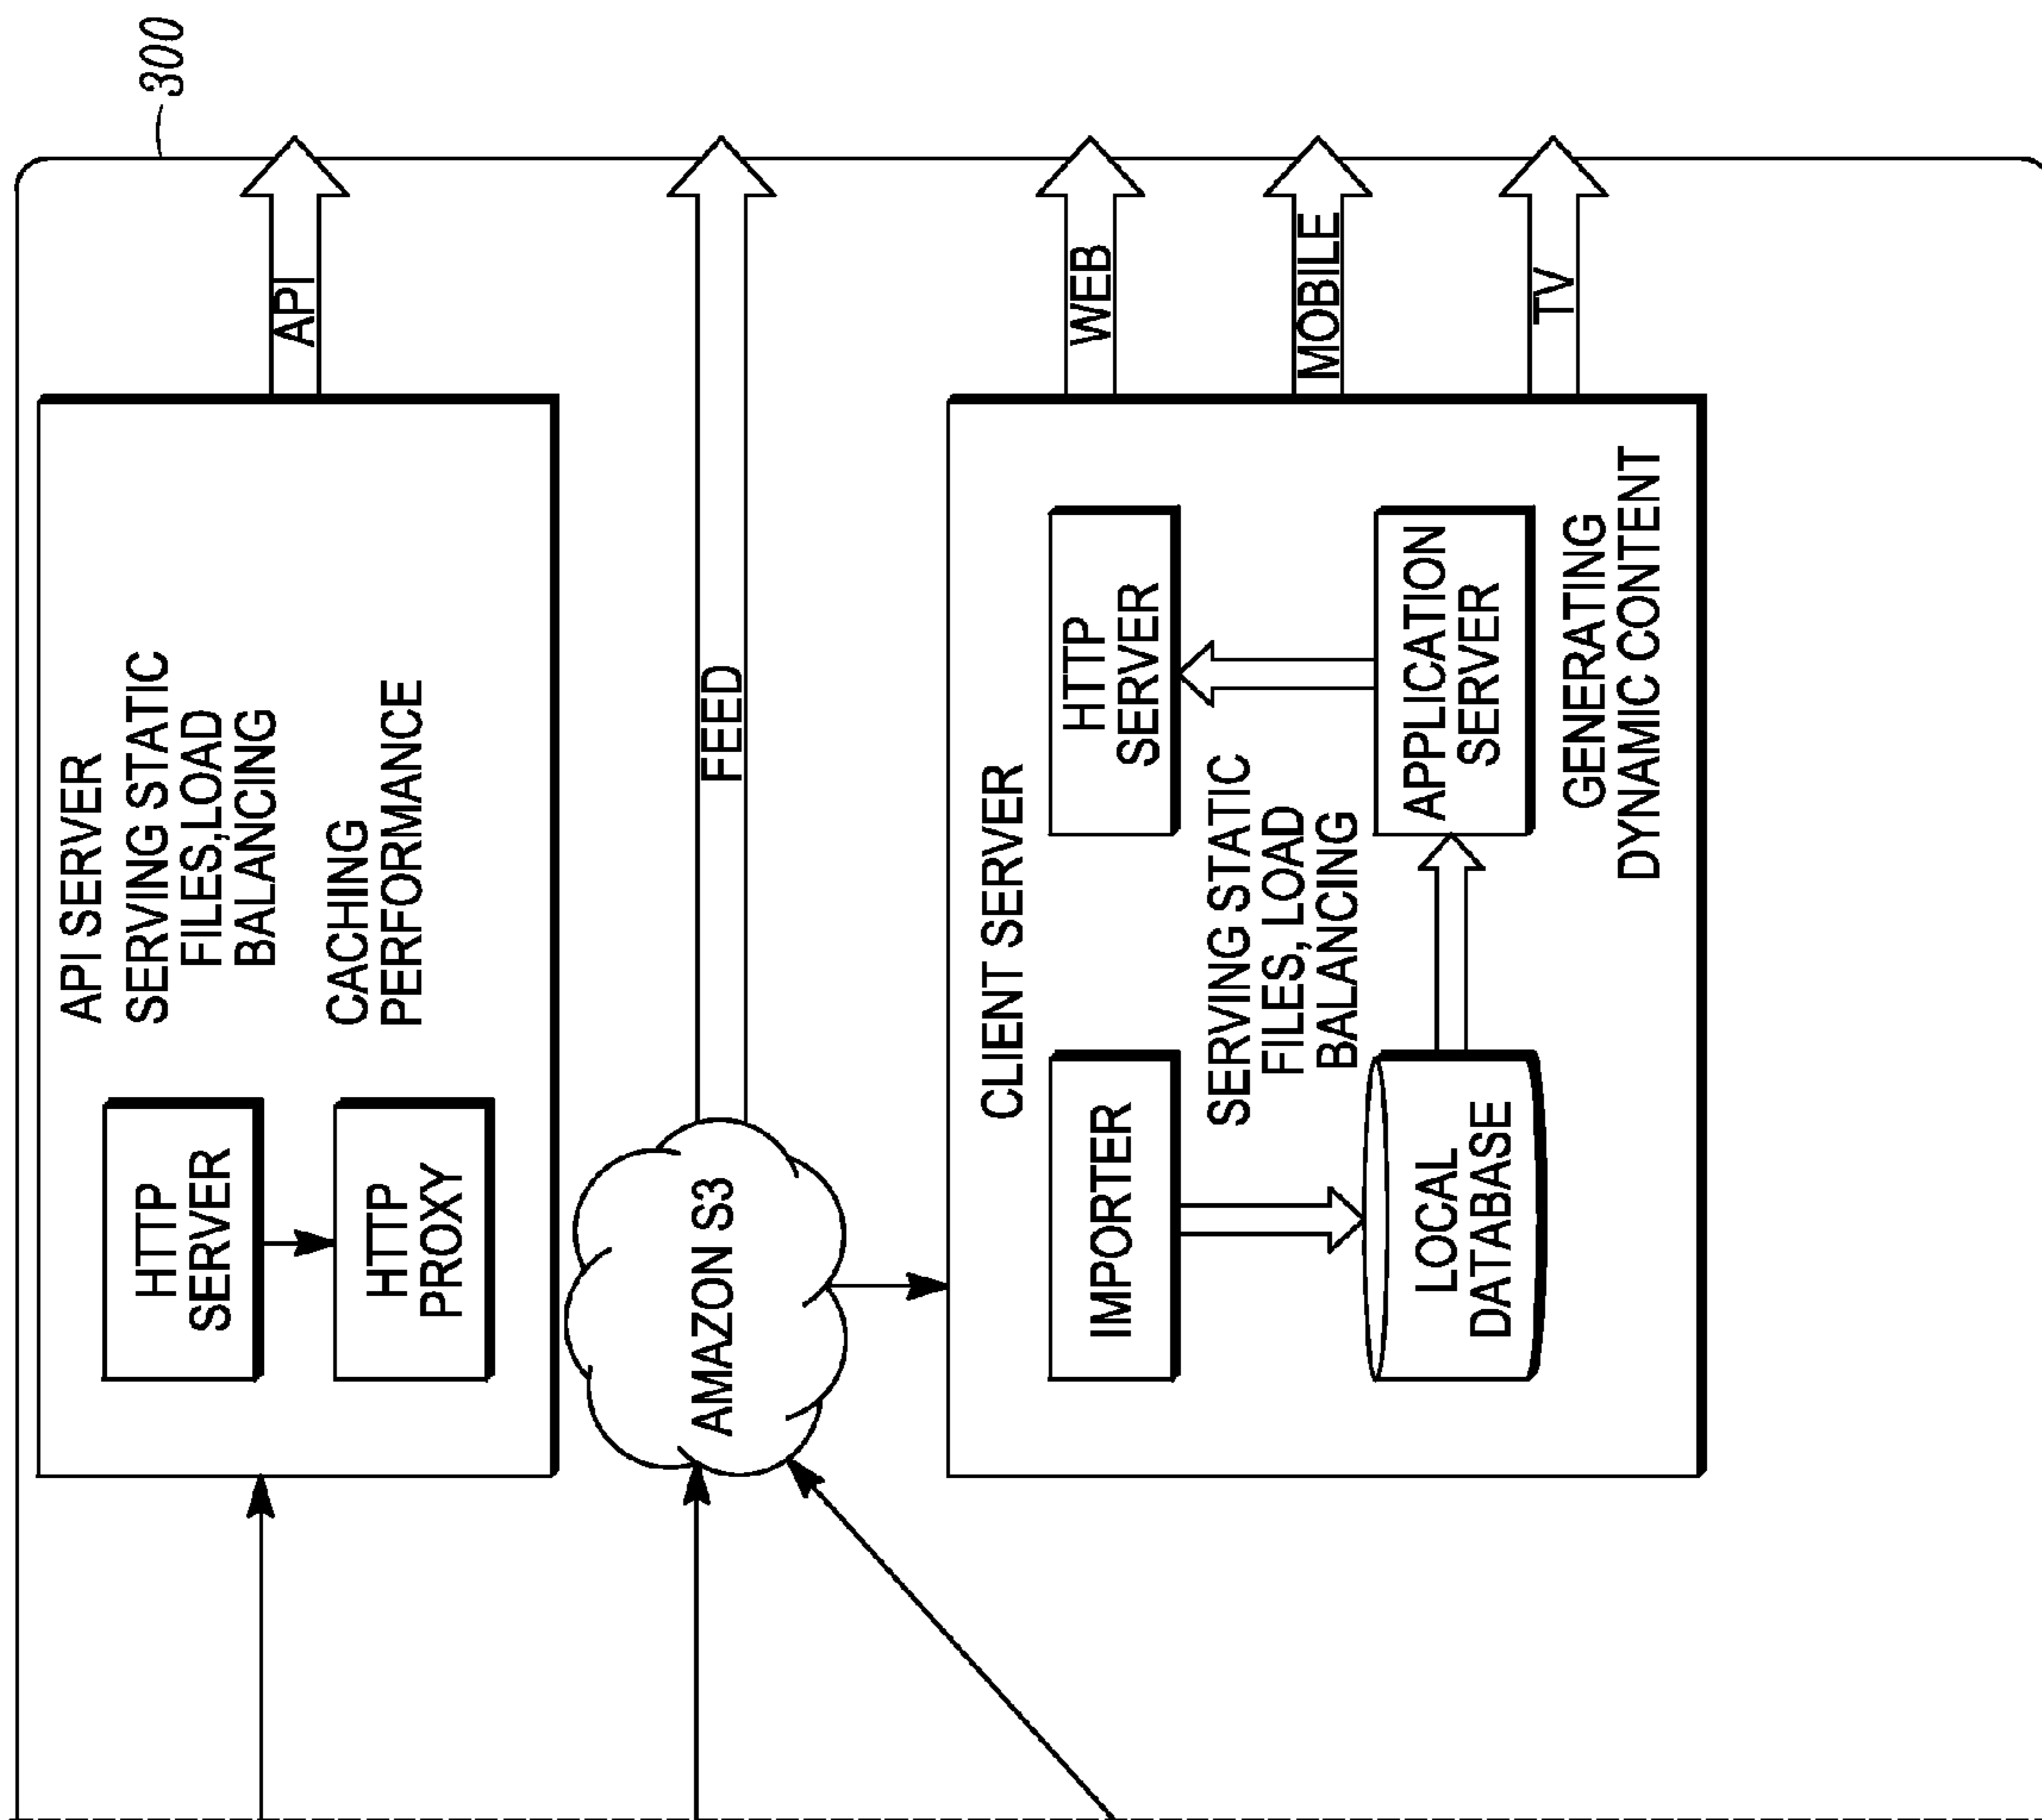 300
API SERVER
SERVING STATIC
FILES,LOAD
BALANCING
CACHING
PERFORMANCE
HTTP
SERVER
HTTP
PROXY
API
AMAZON S3
FEED
CLIENT SERVER
IMPORTER
HTTP
SERVER
SERVING STATIC
FILES, LOAD
BALANCING
LOCAL
DATABASE
APPLICATION
SERVER
GENERATING
DYNAMIC CONTENT
WEB
MOBILE
TV